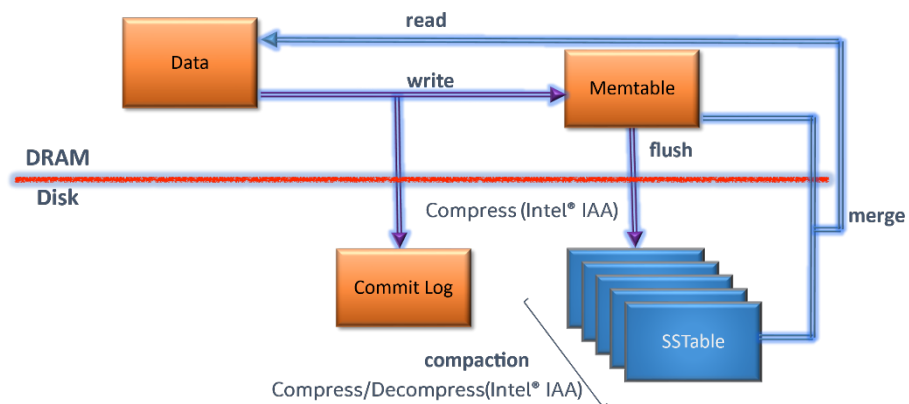 read
Data
write
Memtable
DRAM
flush
Disk
Compress (Intel® IAA)
merge
Commit Log
SSTable
compaction
Compress/Decompress(Intel® IAA)